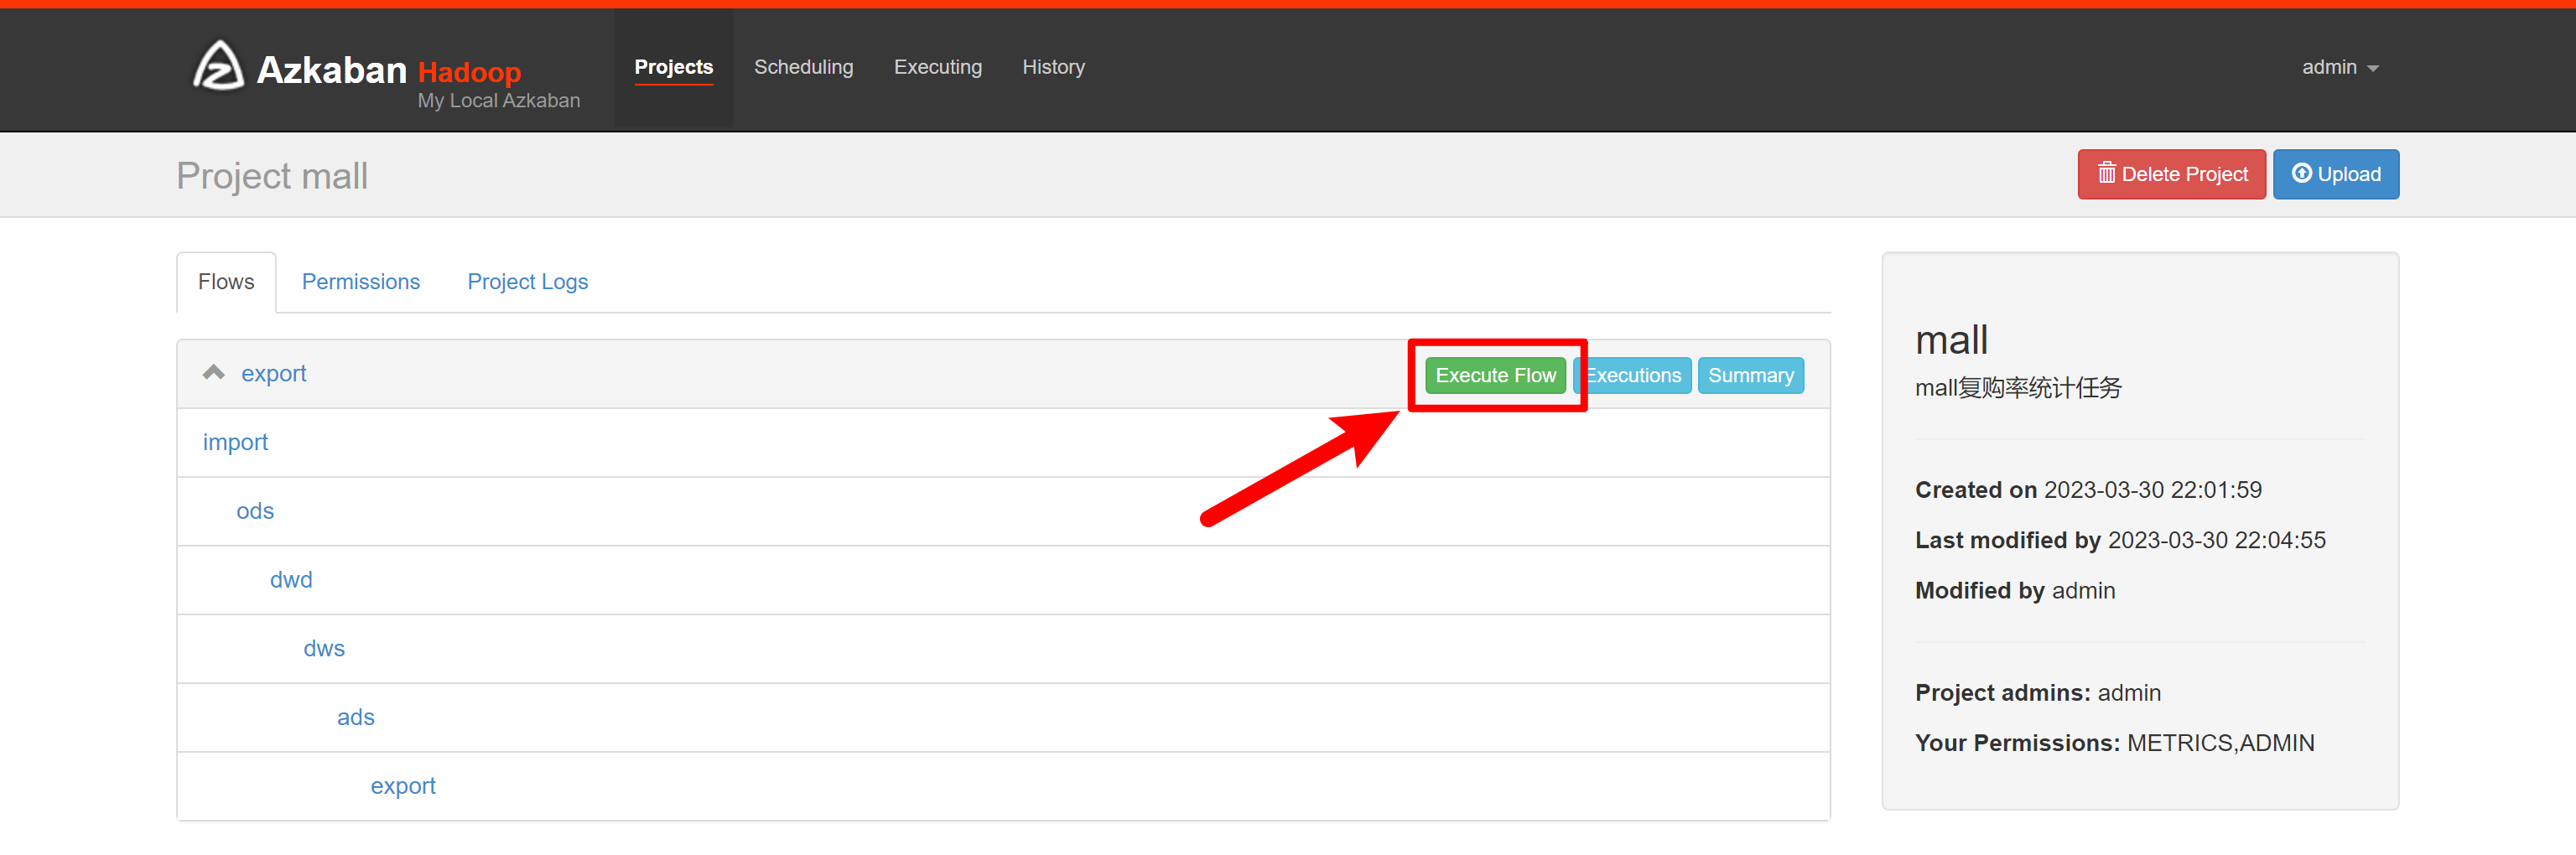 Azkaban Hadoop
My Local Azkaban
Projects Scheduling Executing History admin
Project mall
Delete Project Upload
Flows Permissions Project Logs
export Execute Flow Executions Summary
import
ods
dwd
dws
ads
export
mall
mall复购率统计任务
Created on 2023-03-30 22:01:59
Last modified by 2023-03-30 22:04:55
Modified by admin
Project admins: admin
Your Permissions: METRICS,ADMIN